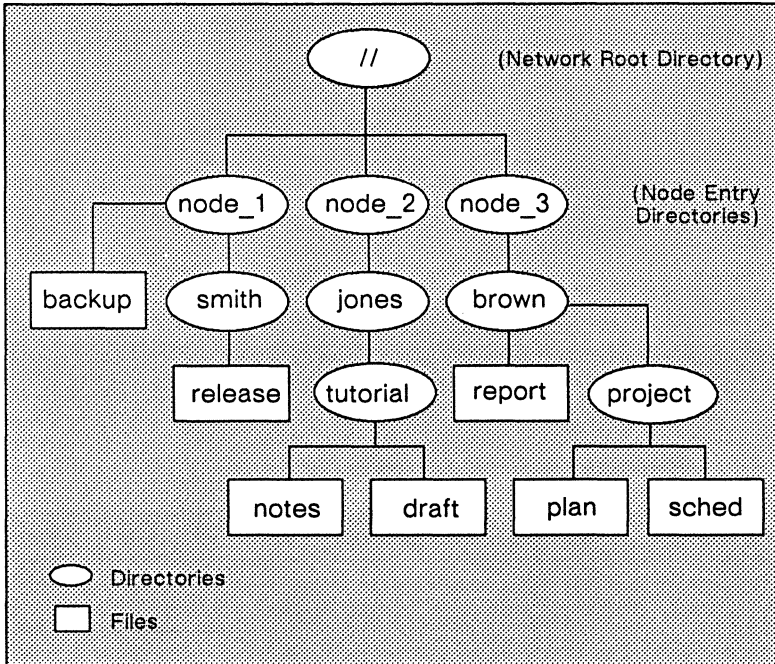 //
(Network Root Directory)
node_1
node_2
node_3
(Node Entry
Directories)
backup
smith
jones
brown
release
tutorial
report
project
notes
draft
plan
sched
Directories
Files